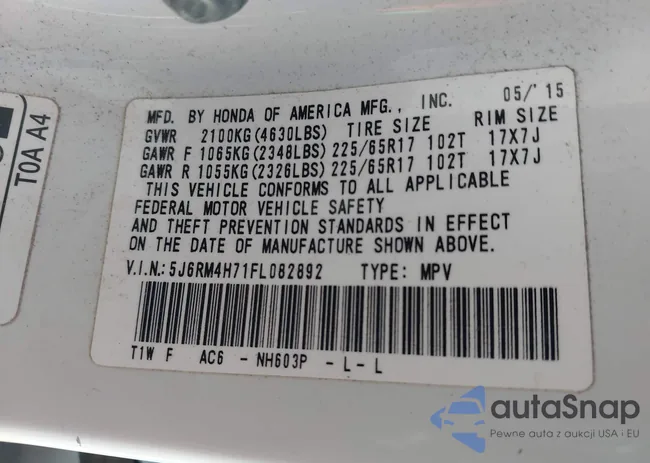 TOA A4
MFD. BY HONDA OF AMERICA MFG., INC. 05/'15
GVWR 2100KG(4630LBS) TIRE SIZE RIM SIZE
GAWR F 1065KG(2348LBS) 225/65R17 102T 17X7J
GAWR R 1055KG(2326LBS) 225/65R17 102T 17X7J
THIS VEHICLE CONFORMS TO ALL APPLICABLE
FEDERAL MOTOR VEHICLE SAFETY
AND THEFT PREVENTION STANDARDS IN EFFECT
ON THE DATE OF MANUFACTURE SHOWN ABOVE.
V.I.N.: 5J6RM4H71FL082892 TYPE: MPV
T1W F AC6 - NH603P - L - L
autaSnap
Pewne auta z aukcji USA · EU